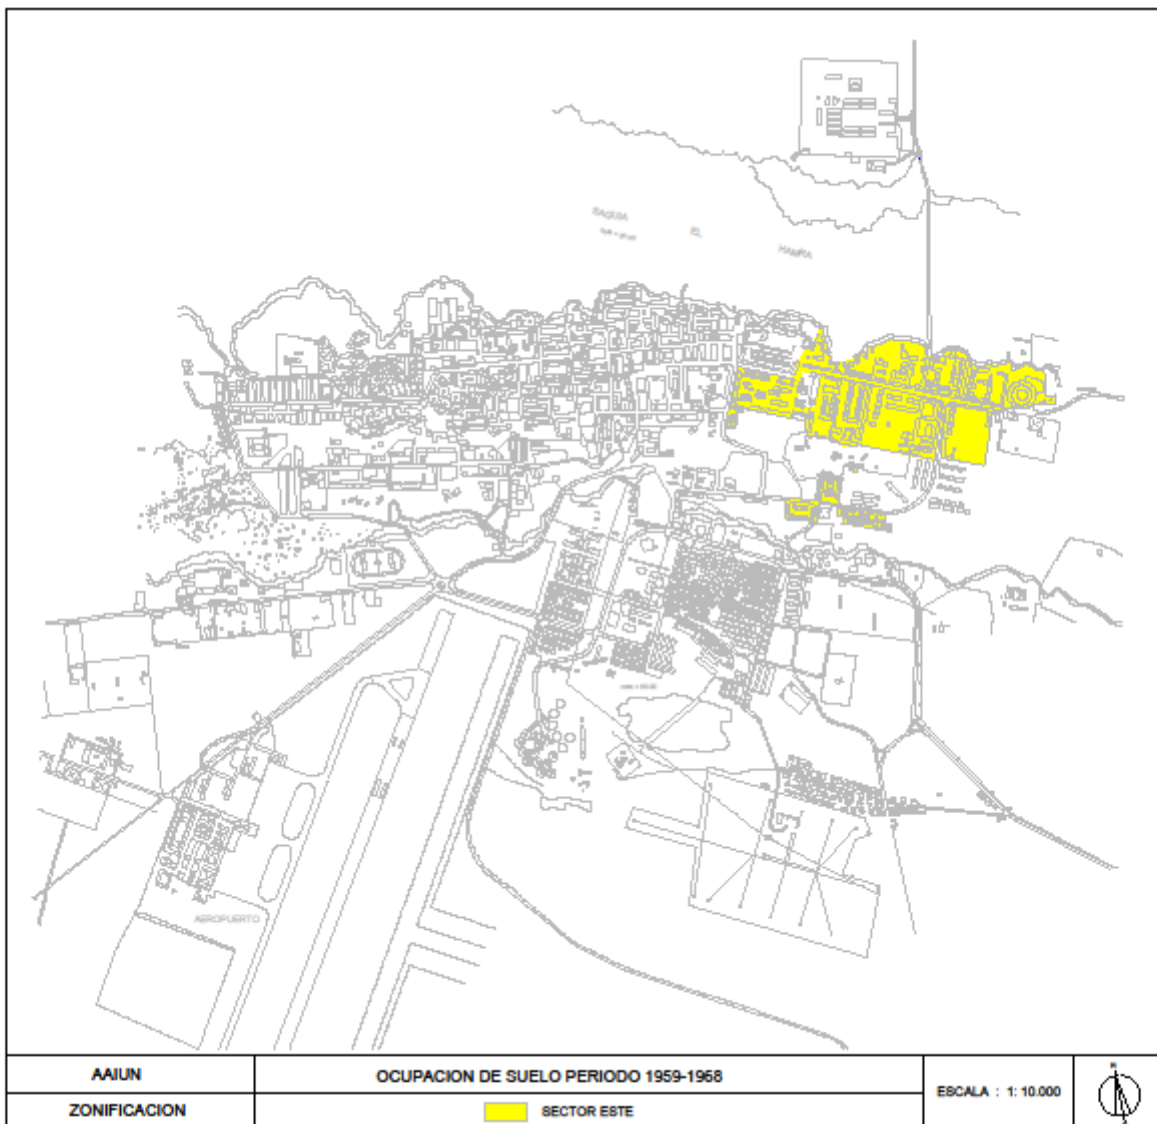 SAGUIA
EL
HAMRA
AEROPUERTO
AAIUN
OCUPACION DE SUELO PERIODO 1959-1968
ESCALA : 1: 10.000
N
ZONIFICACION
SECTOR ESTE